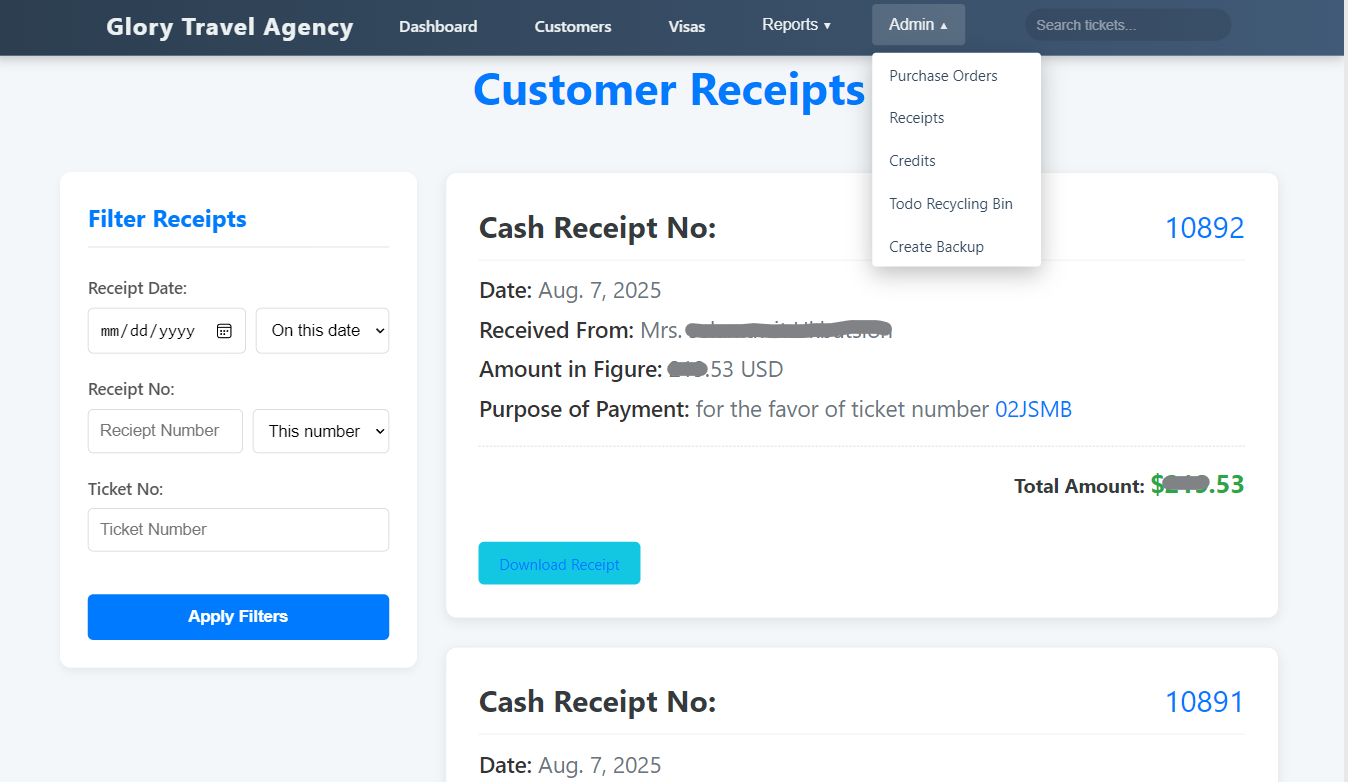 Glory Travel Agency Dashboard Customers Visas Reports ▾ Admin ▴ Search tickets...
Purchase Orders
Receipts
Credits
Todo Recycling Bin
Create Backup
Customer Receipts
Filter Receipts
Receipt Date:
mm/dd/yyyy On this date
Receipt No:
Reciept Number This number
Ticket No:
Ticket Number
Apply Filters
Cash Receipt No: 10892
Date: Aug. 7, 2025
Received From: Mrs.
Amount in Figure: .53 USD
Purpose of Payment: for the favor of ticket number 02JSMB
Total Amount: $ .53
Download Receipt
Cash Receipt No: 10891
Date: Aug. 7, 2025